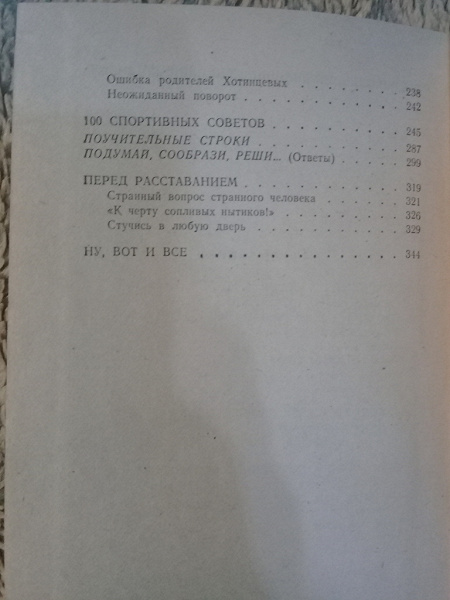 Ошибка родителей Хотинцевых . . . . . . . 238
Неожиданный поворот . . . . . . . . . . 242
100 СПОРТИВНЫХ СОВЕТОВ . . . . . . . . . 245
ПОУЧИТЕЛЬНЫЕ СТРОКИ . . . . . . . . . . 287
ПОДУМАЙ, СООБРАЗИ, РЕШИ... (Ответы) . . . . . 299
ПЕРЕД РАССТАВАНИЕМ . . . . . . . . . . . 319
Странный вопрос странного человека . . . . . . 321
«К черту сопливых нытиков!» . . . . . . . . 326
Стучись в любую дверь . . . . . . . . . . 329
НУ, ВОТ И ВСЕ . . . . . . . . . . . . . 344